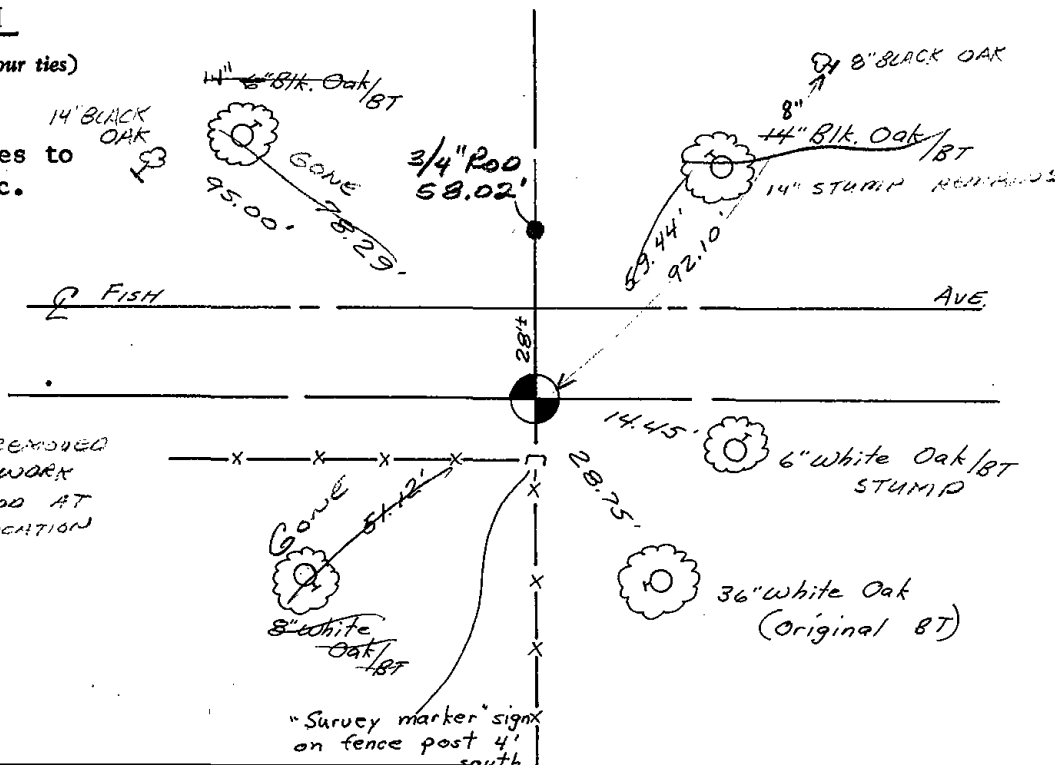 our ties)
es to
c.
14" BLACK
OAK
14" 6" Blk. Oak/BT
GONE
95.00'
78.29'
3/4" ROD
58.02'
8" BLACK OAK
8"
14" Blk. Oak/BT
14" STUMP REMAINS
59.44'
92.10'
℄ FISH AVE.
28'±
REMOVED
WORK
AT
14.45'
6" White Oak/BT
STUMP
28.75'
36" White Oak
(Original BT)
GONE
51.12'
8" White
Oak/BT
"Survey marker" sign
on fence post 4'
south